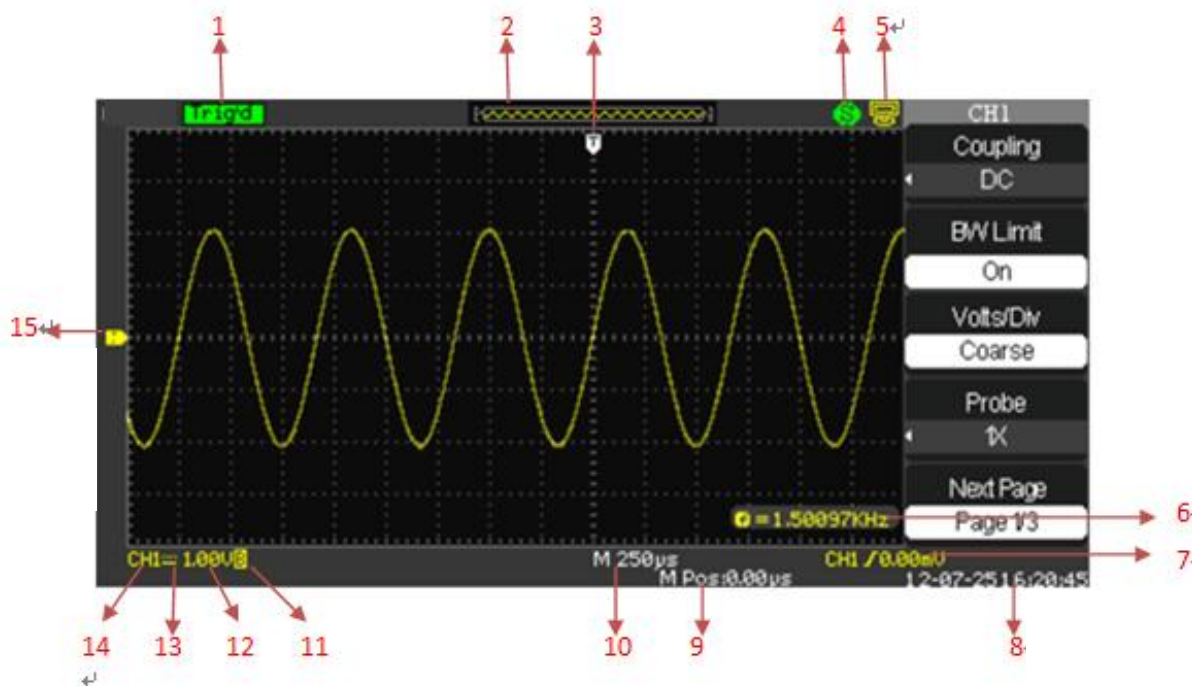 1 2 3 4 5
Trig'd
T
S
CH1
Coupling
DC
BW Limit
On
Volts/Div
Coarse
Probe
1X
Next Page
Page 1/3
15
1
= 1.50097KHz
6
CH1 1.00V B
M 250µs
CH1 0.00mV
7
M Pos:0.00µs
12-07-25 16:20:45
14 13 12 11 10 9 8